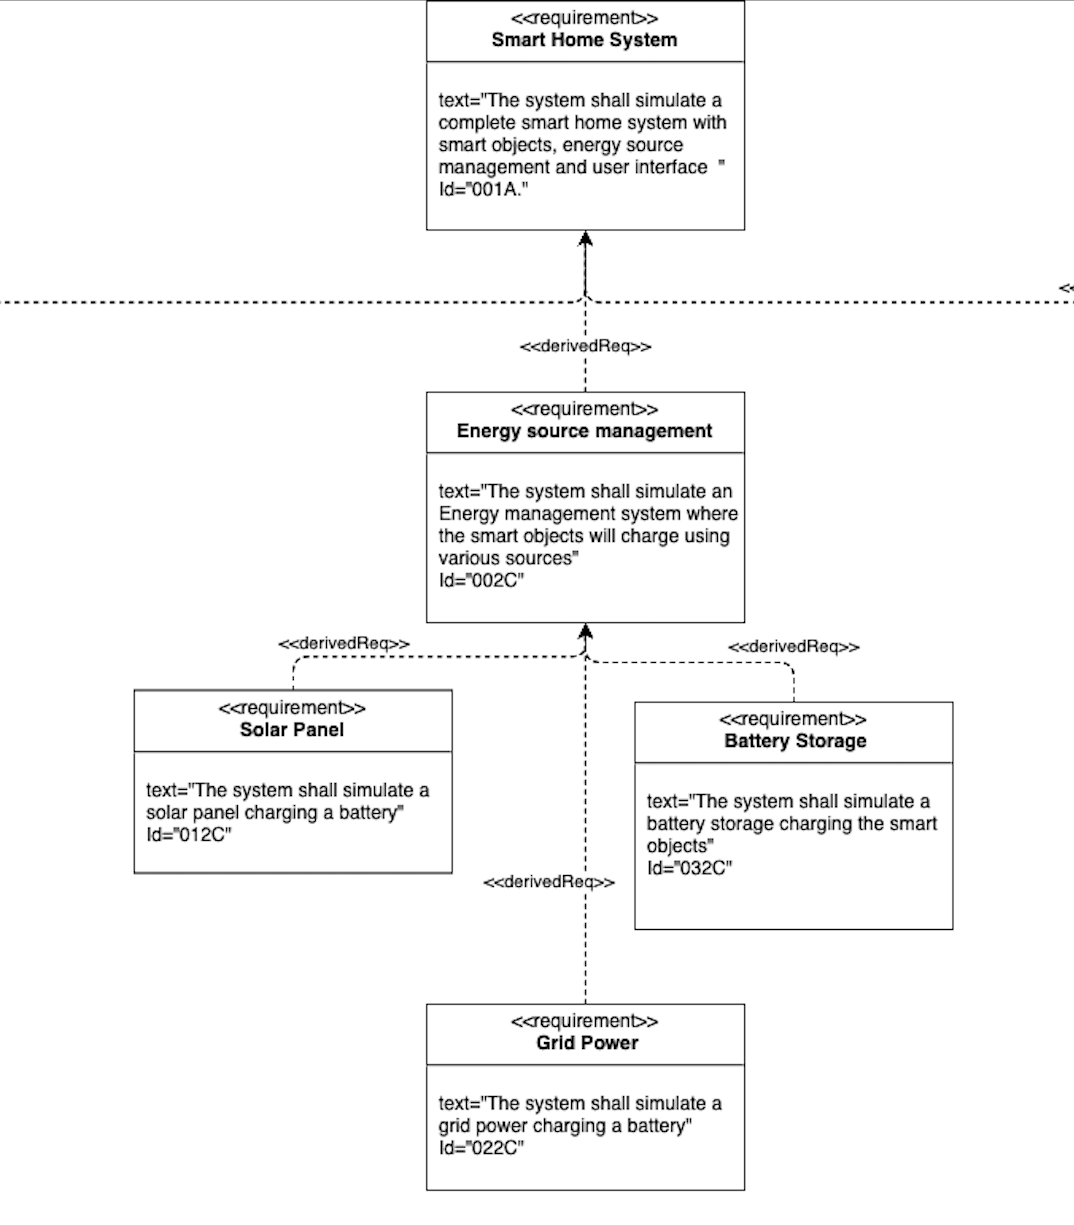 <<requirement>>
Smart Home System
text="The system shall simulate a
complete smart home system with
smart objects, energy source
management and user interface  "
Id="001A."
<<
<<derivedReq>>
<<requirement>>
Energy source management
text="The system shall simulate an
Energy management system where
the smart objects will charge using
various sources"
Id="002C"
<<derivedReq>>
<<derivedReq>>
<<requirement>>
Solar Panel
text="The system shall simulate a
solar panel charging a battery"
Id="012C"
<<requirement>>
Battery Storage
text="The system shall simulate a
battery storage charging the smart
objects"
Id="032C"
<<derivedReq>>
<<requirement>>
Grid Power
text="The system shall simulate a
grid power charging a battery"
Id="022C"